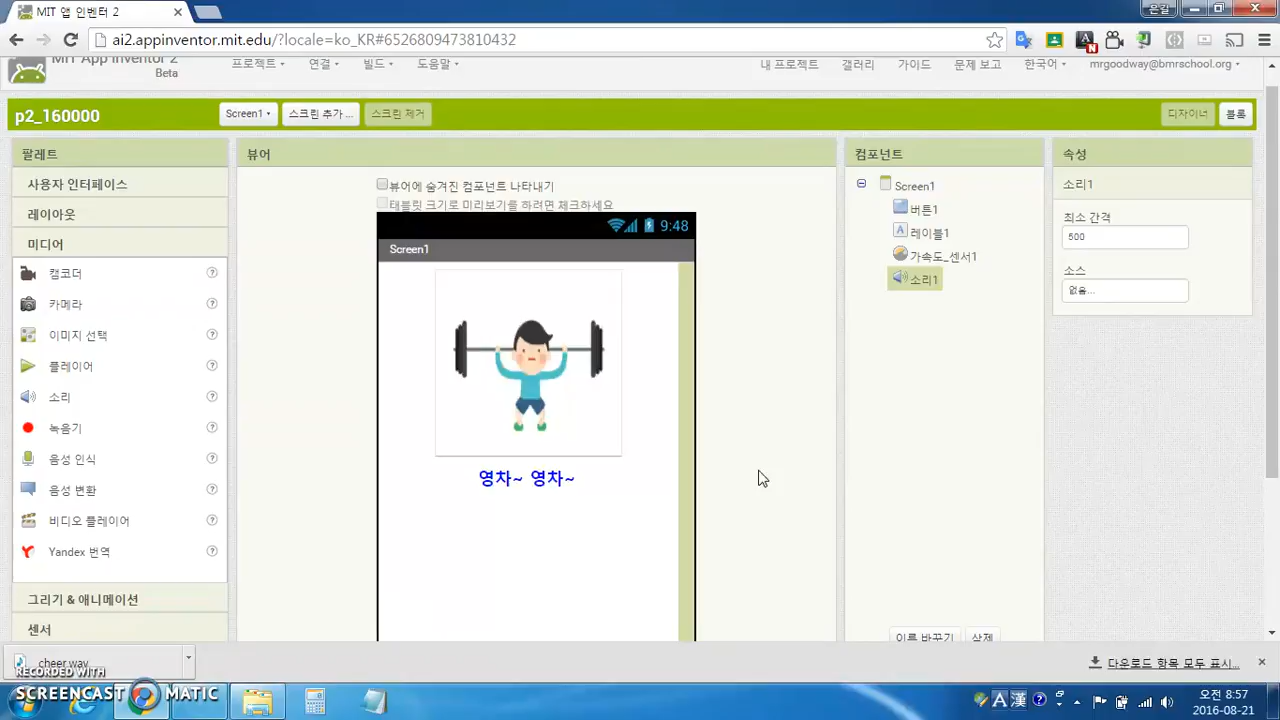 MIT 앱 인벤터 2
은길
ai2.appinventor.mit.edu/?locale=ko_KR#6526809473810432
MIT App Inventor 2
Beta
프로젝트 연결 빌드 도움말
내 프로젝트 갤러리 가이드 문제 보고 한국어 mrgoodway@bmrschool.org
p2_160000
Screen1
스크린 추가 ...
스크린 제거
디자이너
블록
팔레트
사용자 인터페이스
레이아웃
미디어
캠코더
카메라
이미지 선택
플레이어
소리
녹음기
음성 인식
음성 변환
비디오 플레이어
Yandex 번역
그리기 & 애니메이션
센서
뷰어
뷰어에 숨겨진 컴포넌트 나타내기
태블릿 크기로 미리보기를 하려면 체크하세요
9:48
Screen1
영차~ 영차~
컴포넌트
Screen1
버튼1
레이블1
가속도_센서1
소리1
이름 바꾸기
삭제
속성
소리1
최소 간격
500
소스
없음...
cheer.wav
다운로드 항목 모두 표시...
RECORDED WITH
SCREENCAST MATIC
A 漢
오전 8:57
2016-08-21